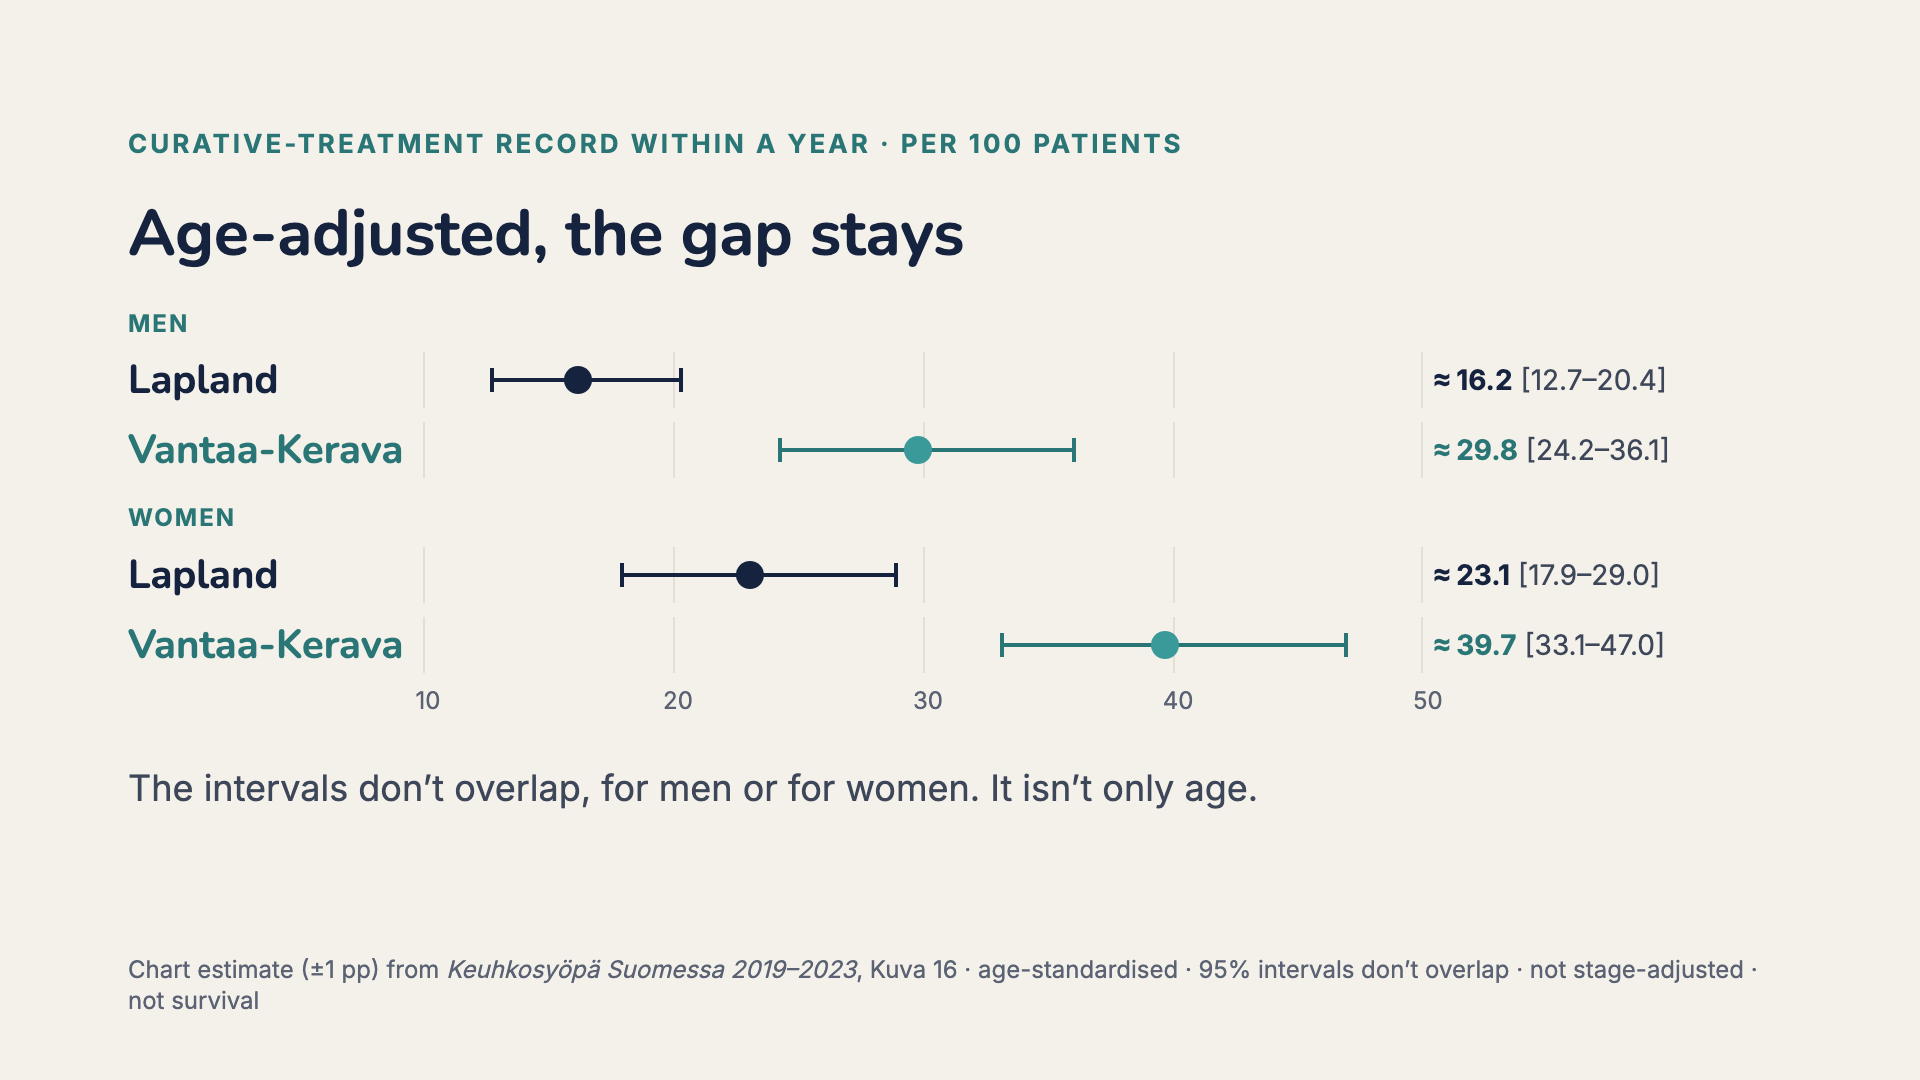 CURATIVE-TREATMENT RECORD WITHIN A YEAR · PER 100 PATIENTS
Age-adjusted, the gap stays
MEN
Lapland ≈ 16.2 [12.7–20.4]
Vantaa-Kerava ≈ 29.8 [24.2–36.1]
WOMEN
Lapland ≈ 23.1 [17.9–29.0]
Vantaa-Kerava ≈ 39.7 [33.1–47.0]
10 20 30 40 50
The intervals don’t overlap, for men or for women. It isn’t only age.
Chart estimate (±1 pp) from Keuhkosyöpä Suomessa 2019–2023, Kuva 16 · age-standardised · 95% intervals don’t overlap · not stage-adjusted ·
not survival